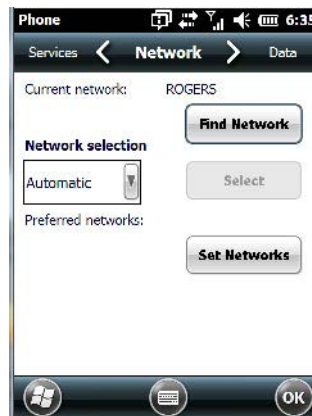 Phone 6:35
Services Network Data
Current network: ROGERS
Find Network
Network selection
Automatic
Select
Preferred networks:
Set Networks
OK